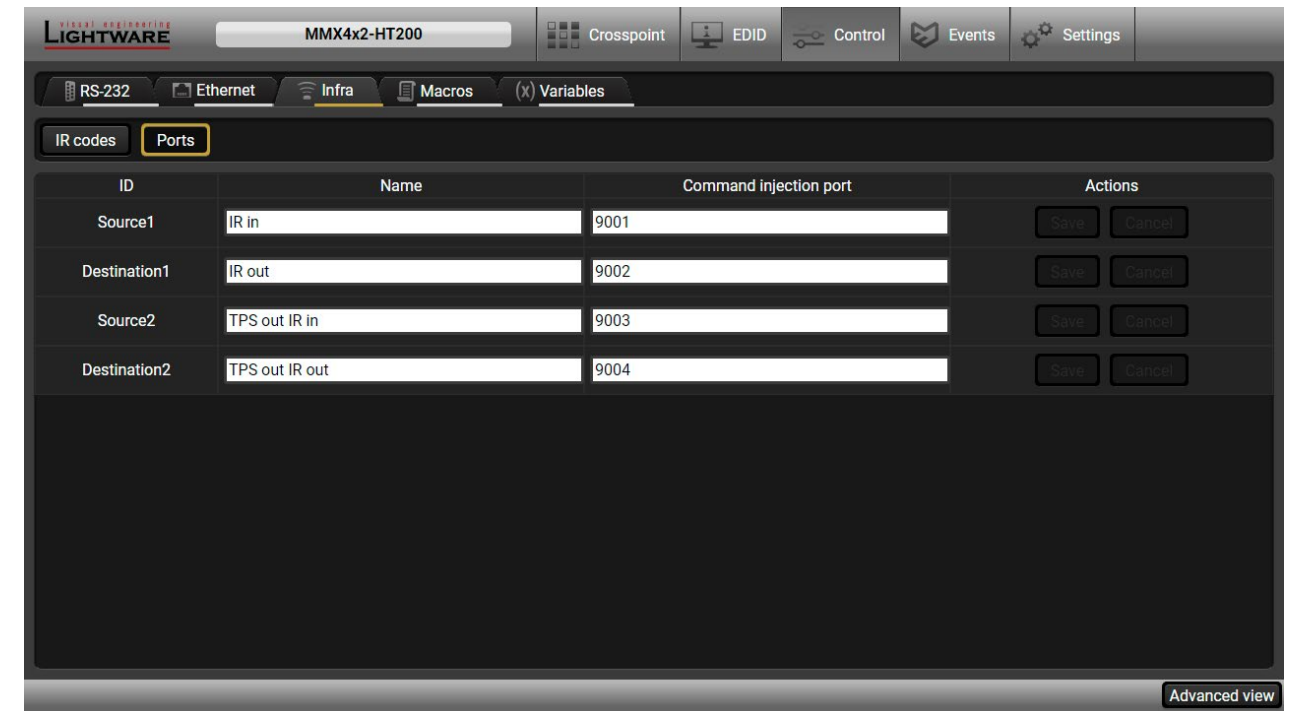 visual engineering
LIGHTWARE
MMX4x2-HT200
Crosspoint
EDID
Control
Events
Settings
RS-232
Ethernet
Infra
Macros
(x) Variables
IR codes
Ports
ID Name Command injection port Actions
Source1 IR in 9001 Save Cancel
Destination1 IR out 9002 Save Cancel
Source2 TPS out IR in 9003 Save Cancel
Destination2 TPS out IR out 9004 Save Cancel
Advanced view